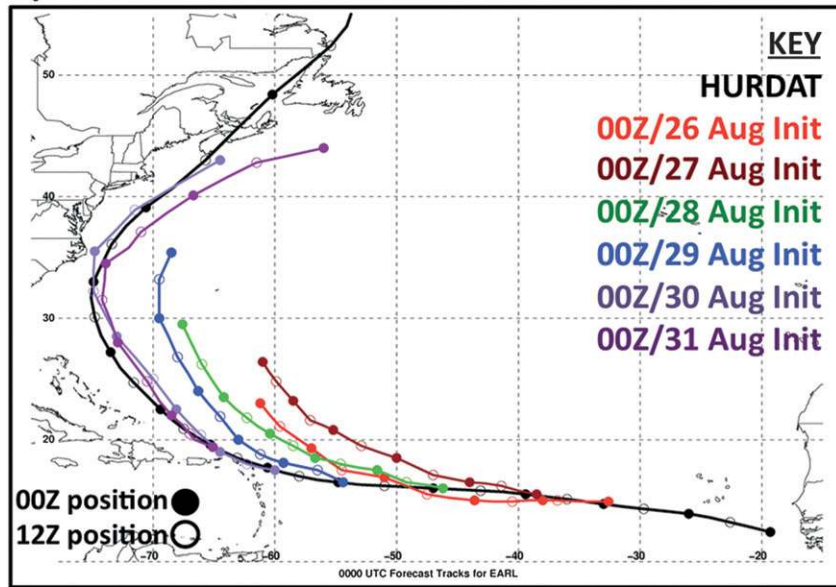 KEY
HURDAT
00Z/26 Aug Init
00Z/27 Aug Init
00Z/28 Aug Init
00Z/29 Aug Init
00Z/30 Aug Init
00Z/31 Aug Init
50
40
30
20
00Z position
12Z position
−70 −60 −50 −40 −30 −20
0000 UTC Forecast Tracks for EARL